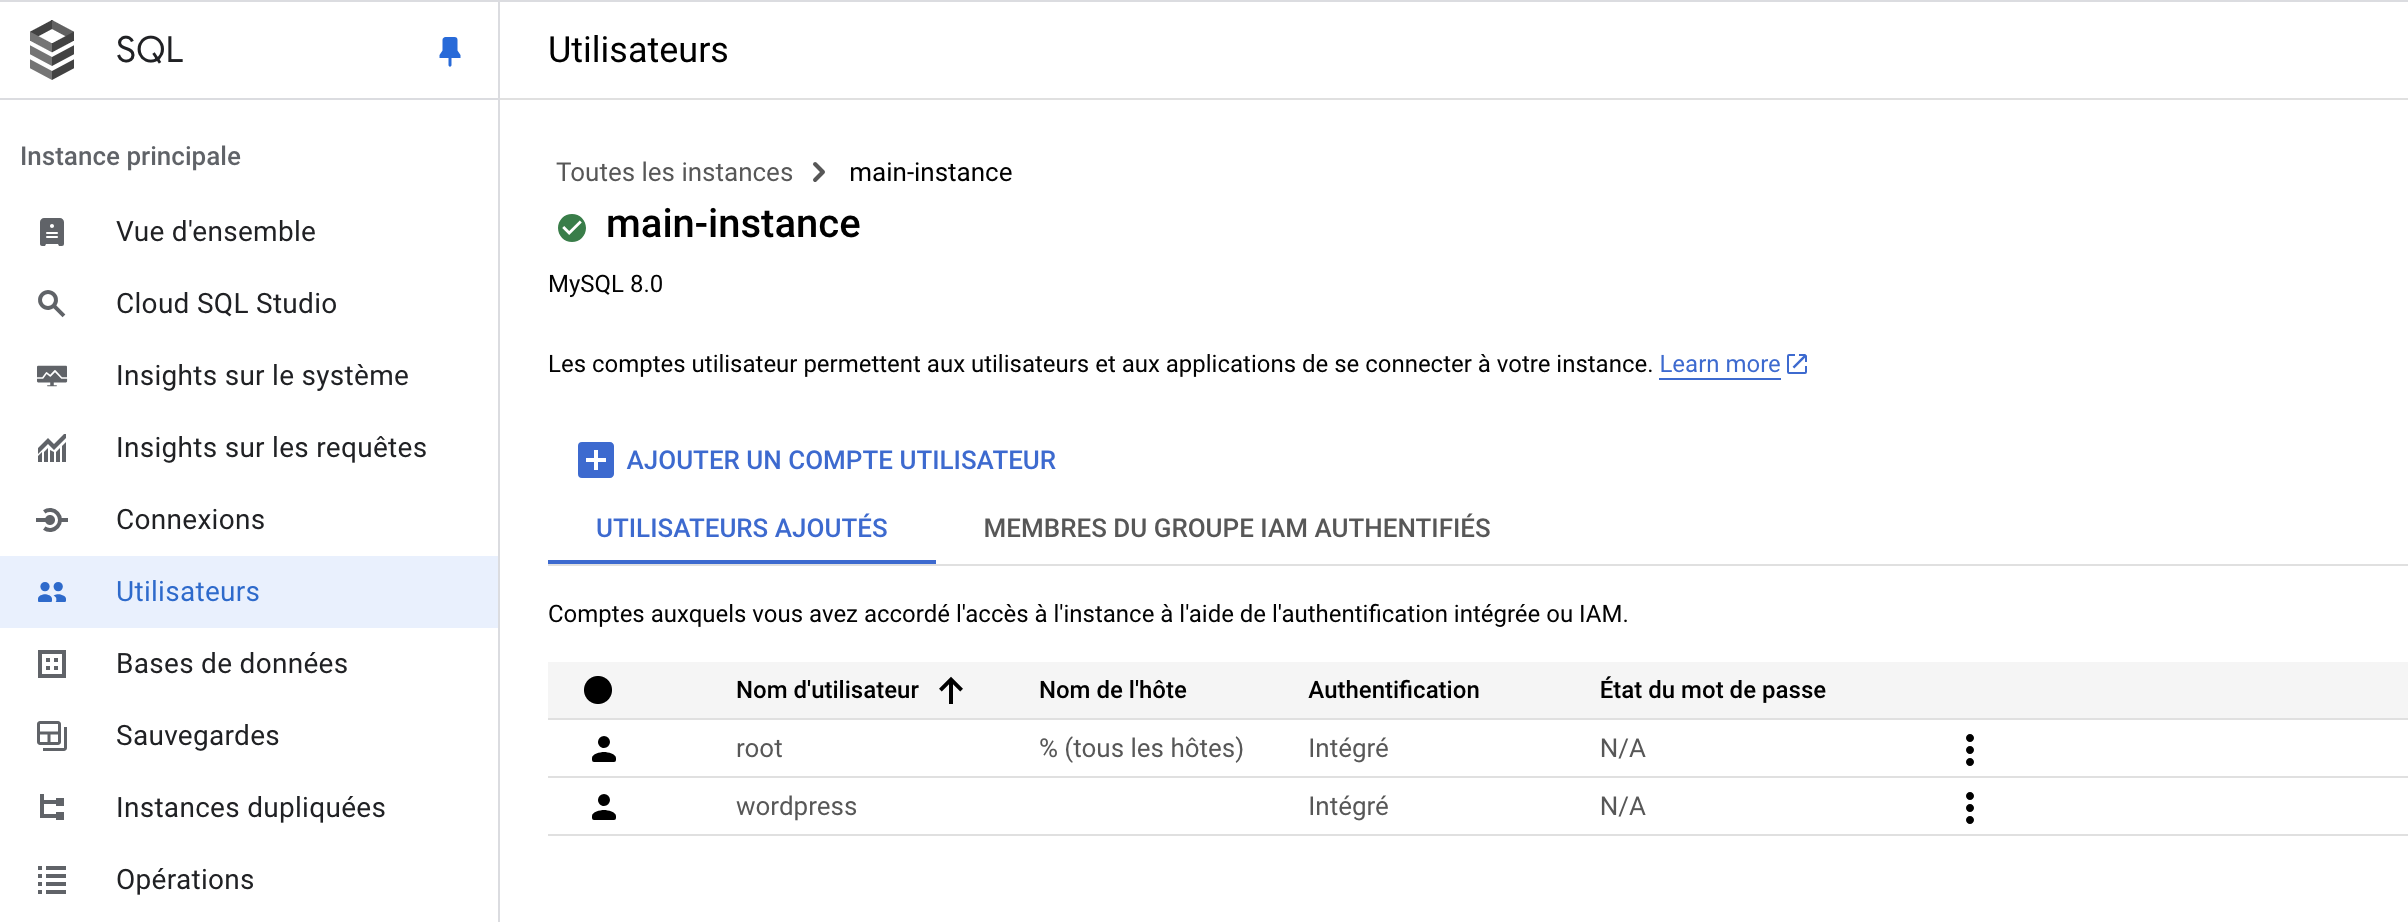 SQL
Utilisateurs
Instance principale
Vue d'ensemble
Cloud SQL Studio
Insights sur le système
Insights sur les requêtes
Connexions
Utilisateurs
Bases de données
Sauvegardes
Instances dupliquées
Opérations
Toutes les instances main-instance
main-instance
MySQL 8.0
Les comptes utilisateur permettent aux utilisateurs et aux applications de se connecter à votre instance. Learn more
AJOUTER UN COMPTE UTILISATEUR
UTILISATEURS AJOUTÉS MEMBRES DU GROUPE IAM AUTHENTIFIÉS
Comptes auxquels vous avez accordé l'accès à l'instance à l'aide de l'authentification intégrée ou IAM.
Nom d'utilisateur Nom de l'hôte Authentification État du mot de passe
root % (tous les hôtes) Intégré N/A
wordpress Intégré N/A